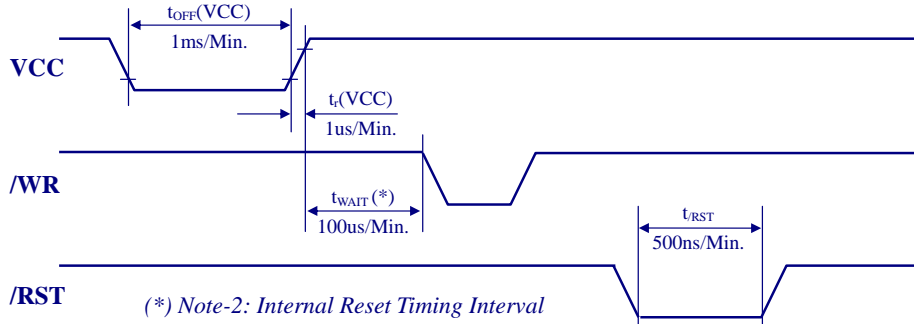 tOFF(VCC)
1ms/Min.
VCC
tr(VCC)
1us/Min.
/WR
tWAIT (*)
100us/Min.
t/RST
500ns/Min.
/RST
(*) Note-2: Internal Reset Timing Interval